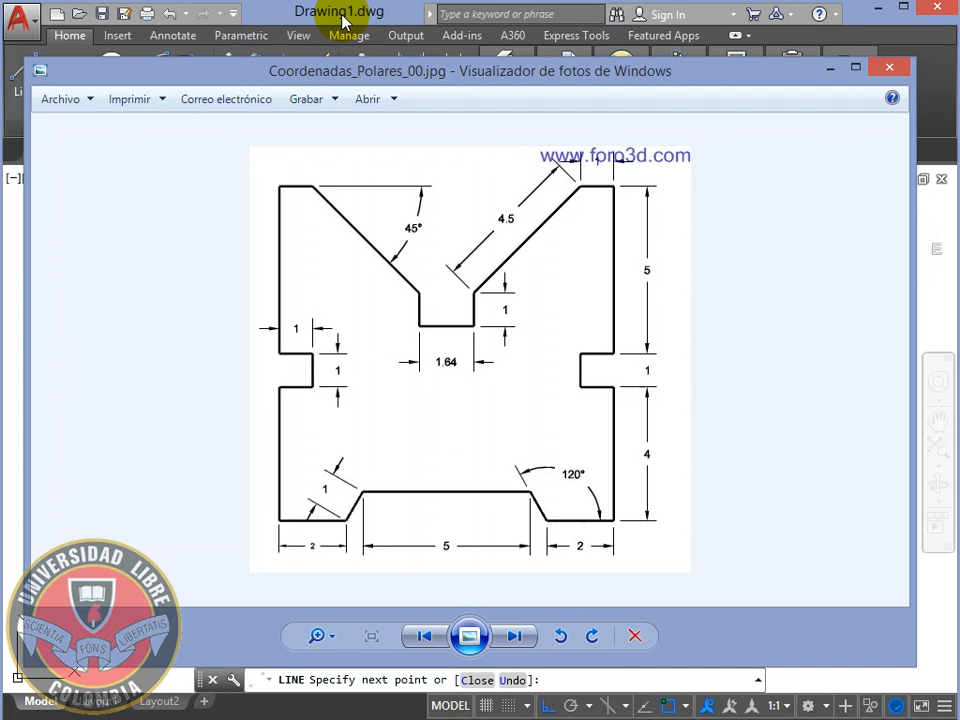 Drawing1.dwg
Type a keyword or phrase
Sign In
Home Insert Annotate Parametric View Manage Output Add-ins A360 Express Tools Featured Apps
Coordenadas_Polares_00.jpg - Visualizador de fotos de Windows
Archivo Imprimir Correo electrónico Grabar Abrir
www.foro3d.com
4.5
45°
5
1
1
1.64
1
1
120°
4
1
2
5
2
E
UNIVERSIDAD LIBRE
SCIENTIA FONS LIBERTATIS
COLOMBIA
LINE Specify next point or [Close Undo]:
Model
Layout2
MODEL
1:1